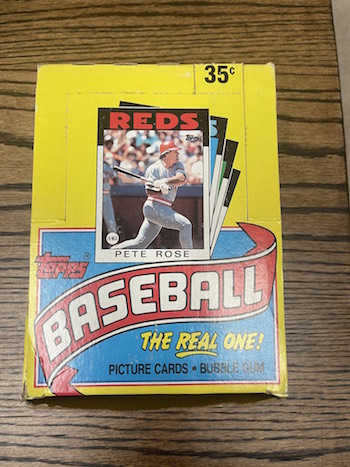 35¢
REDS
Topps
PETE ROSE
Topps®
BASEBALL
THE REAL ONE!
PICTURE CARDS • BUBBLE GUM